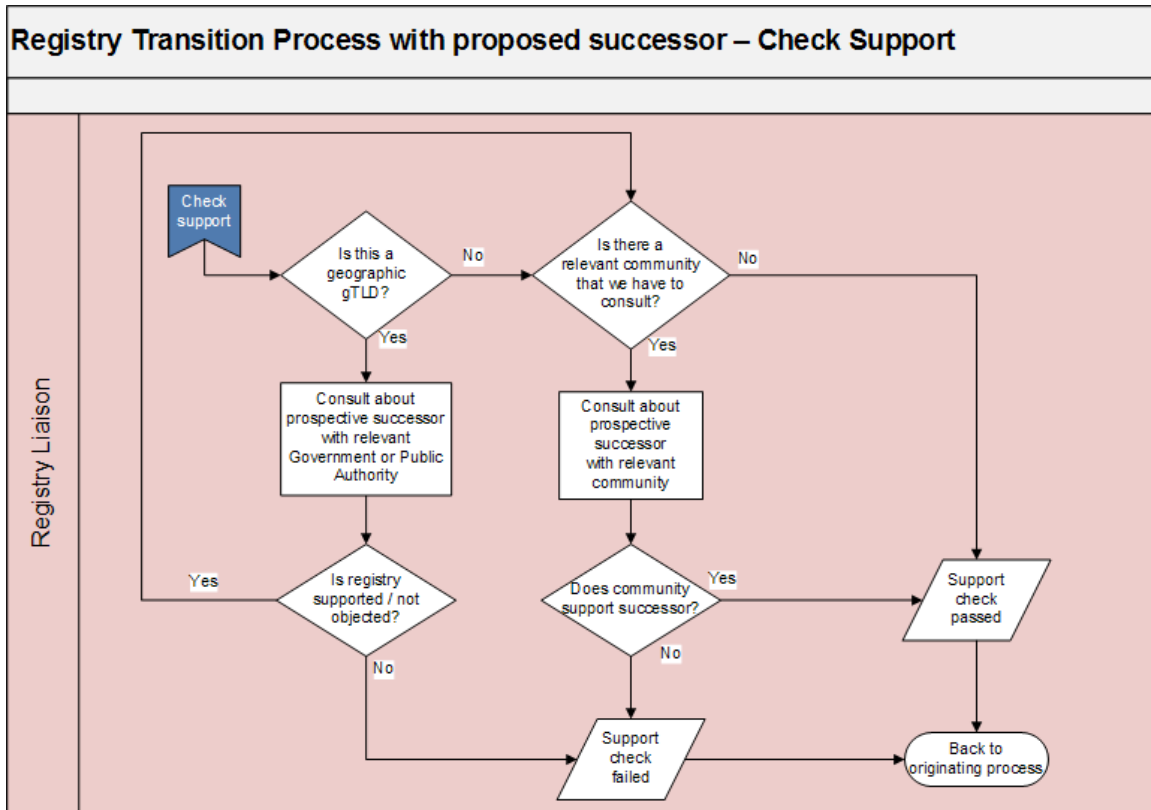 Registry Transition Process with proposed successor – Check Support
Registry Liaison
Check
support
Is this a
geographic
gTLD?
No
Is there a
relevant community
that we have to
consult?
No
Yes
Yes
Consult about
prospective successor
with relevant
Government or Public
Authority
Consult about
prospective
successor
with relevant
community
Yes
Is registry
supported / not
objected?
No
Does community
support successor?
Yes
No
Support
check
passed
Support
check
failed
Back to
originating process